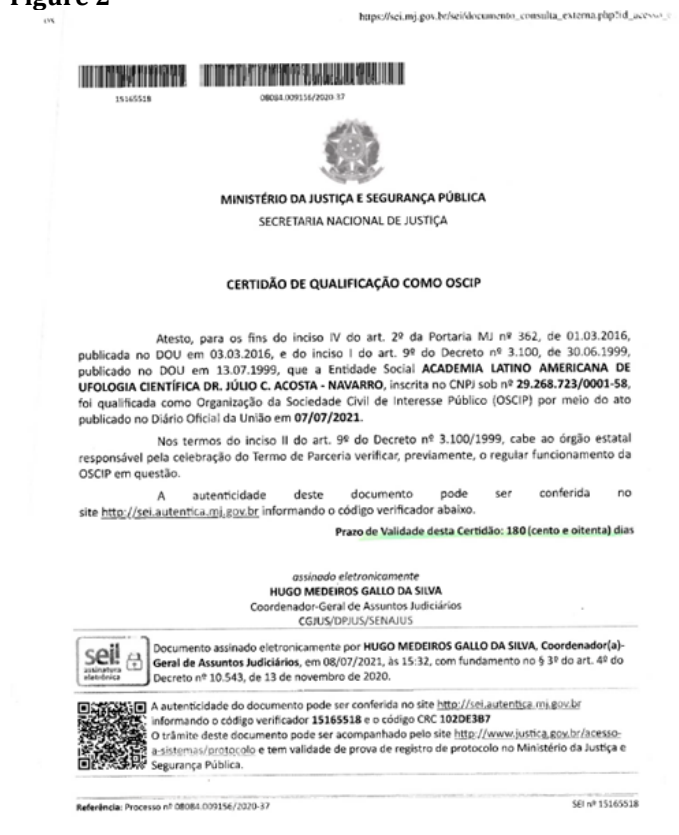 Figure 2
https://sei.mj.gov.br/sei/documento_consulta_externa.php?id_acesso_
15165518
08084.009156/2020-37
MINISTÉRIO DA JUSTIÇA E SEGURANÇA PÚBLICA
SECRETARIA NACIONAL DE JUSTIÇA
CERTIDÃO DE QUALIFICAÇÃO COMO OSCIP
Atesto, para os fins do inciso IV do art. 2º da Portaria MJ nº 362, de 01.03.2016,
publicada no DOU em 03.03.2016, e do inciso I do art. 9º do Decreto nº 3.100, de 30.06.1999,
publicado no DOU em 13.07.1999, que a Entidade Social ACADEMIA LATINO AMERICANA DE
UFOLOGIA CIENTÍFICA DR. JÚLIO C. ACOSTA - NAVARRO, inscrita no CNPJ sob nº 29.268.723/0001-58,
foi qualificada como Organização da Sociedade Civil de Interesse Público (OSCIP) por meio do ato
publicado no Diário Oficial da União em 07/07/2021.
Nos termos do inciso II do art. 9º do Decreto nº 3.100/1999, cabe ao órgão estatal
responsável pela celebração do Termo de Parceria verificar, previamente, o regular funcionamento da
OSCIP em questão.
A autenticidade deste documento pode ser conferida no
site http://sei.autentica.mj.gov.br informando o código verificador abaixo.
Prazo de Validade desta Certidão: 180 (cento e oitenta) dias
assinado eletronicamente
HUGO MEDEIROS GALLO DA SILVA
Coordenador-Geral de Assuntos Judiciários
CGJUS/DPJUS/SENAJUS
sei!
assinatura
eletrônica
Documento assinado eletronicamente por HUGO MEDEIROS GALLO DA SILVA, Coordenador(a)-
Geral de Assuntos Judiciários, em 08/07/2021, às 15:32, com fundamento no § 3º do art. 4º do
Decreto nº 10.543, de 13 de novembro de 2020.
A autenticidade do documento pode ser conferida no site http://sei.autentica.mj.gov.br
informando o código verificador 15165518 e o código CRC 102DE3B7
O trâmite deste documento pode ser acompanhado pelo site http://www.justica.gov.br/acesso-
a-sistemas/protocolo e tem validade de prova de registro de protocolo no Ministério da Justiça e
Segurança Pública.
Referência: Processo nº 08084.009156/2020-37
SEI nº 15165518